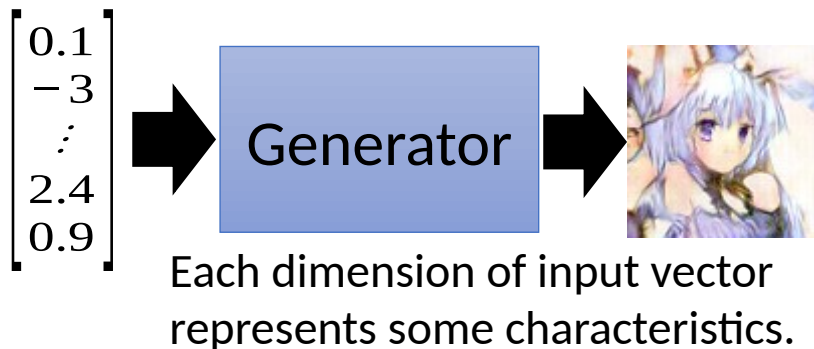 0.1
−3
⋰
2.4
0.9
Generator
Each dimension of input vector
represents some characteristics.